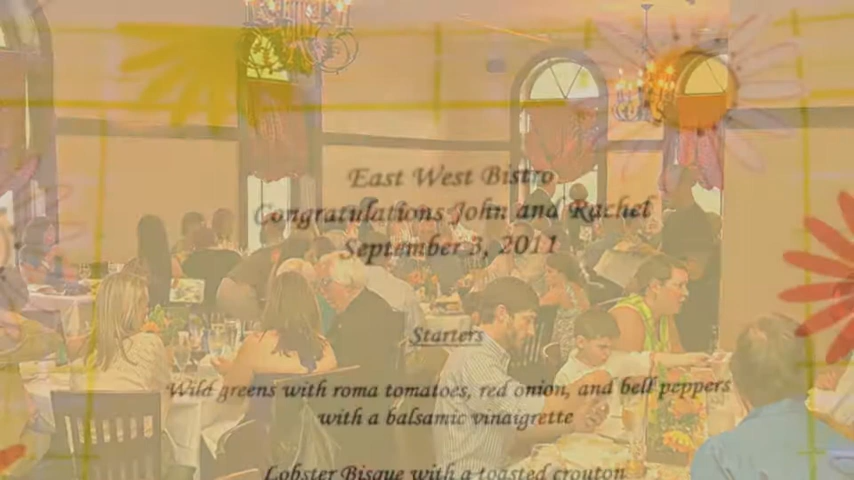 East West Bistro
Congratulations John and Rachel
September 3, 2011
Starters
Wild greens with roma tomatoes, red onion, and bell peppers
with a balsamic vinaigrette
Lobster Bisque with a toasted crouton